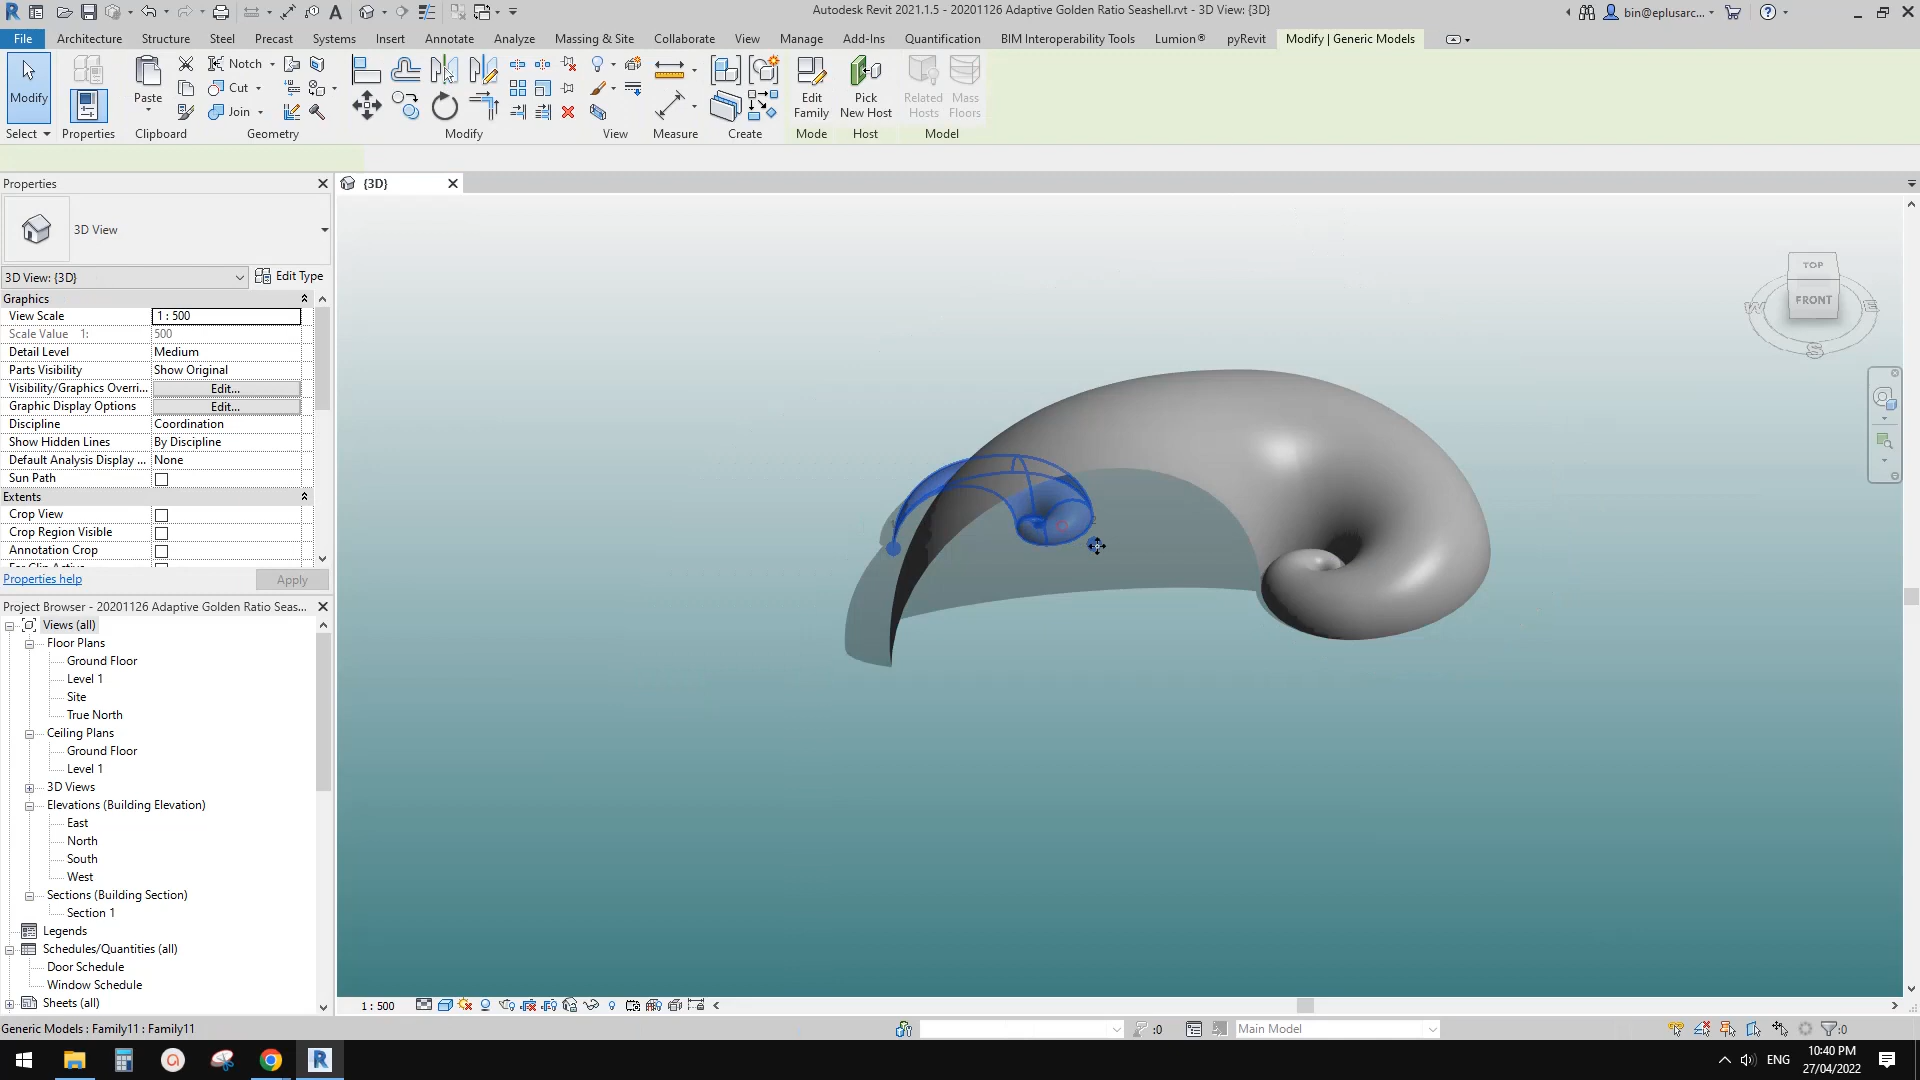 Autodesk Revit 2021.1.5 - 20201126 Adaptive Golden Ratio Seashell.rvt - 3D View: {3D}
bin@eplusarc...
File Architecture Structure Steel Precast Systems Insert Annotate Analyze Massing & Site Collaborate View Manage Add-Ins Quantification BIM Interoperability Tools Lumion® pyRevit Modify | Generic Models
Modify
Paste
Notch
Cut
Join
Edit
Family
Pick
New Host
Related
Hosts
Mass
Floors
Select Properties Clipboard Geometry Modify View Measure Create Mode Host Model
Properties
{3D}
3D View
3D View: {3D}
Edit Type
Graphics
View Scale 1 : 500
Scale Value 1: 500
Detail Level Medium
Parts Visibility Show Original
Visibility/Graphics Overri... Edit...
Graphic Display Options Edit...
Discipline Coordination
Show Hidden Lines By Discipline
Default Analysis Display ... None
Sun Path
Extents
Crop View
Crop Region Visible
Annotation Crop
Properties help
Apply
Project Browser - 20201126 Adaptive Golden Ratio Seas...
Views (all)
Floor Plans
Ground Floor
Level 1
Site
True North
Ceiling Plans
Ground Floor
Level 1
3D Views
Elevations (Building Elevation)
East
North
South
West
Sections (Building Section)
Section 1
Legends
Schedules/Quantities (all)
Door Schedule
Window Schedule
Sheets (all)
TOP
FRONT
W
E
S
2
1 : 500
Generic Models : Family11 : Family11
:0
Main Model
:0
ENG
10:40 PM
27/04/2022